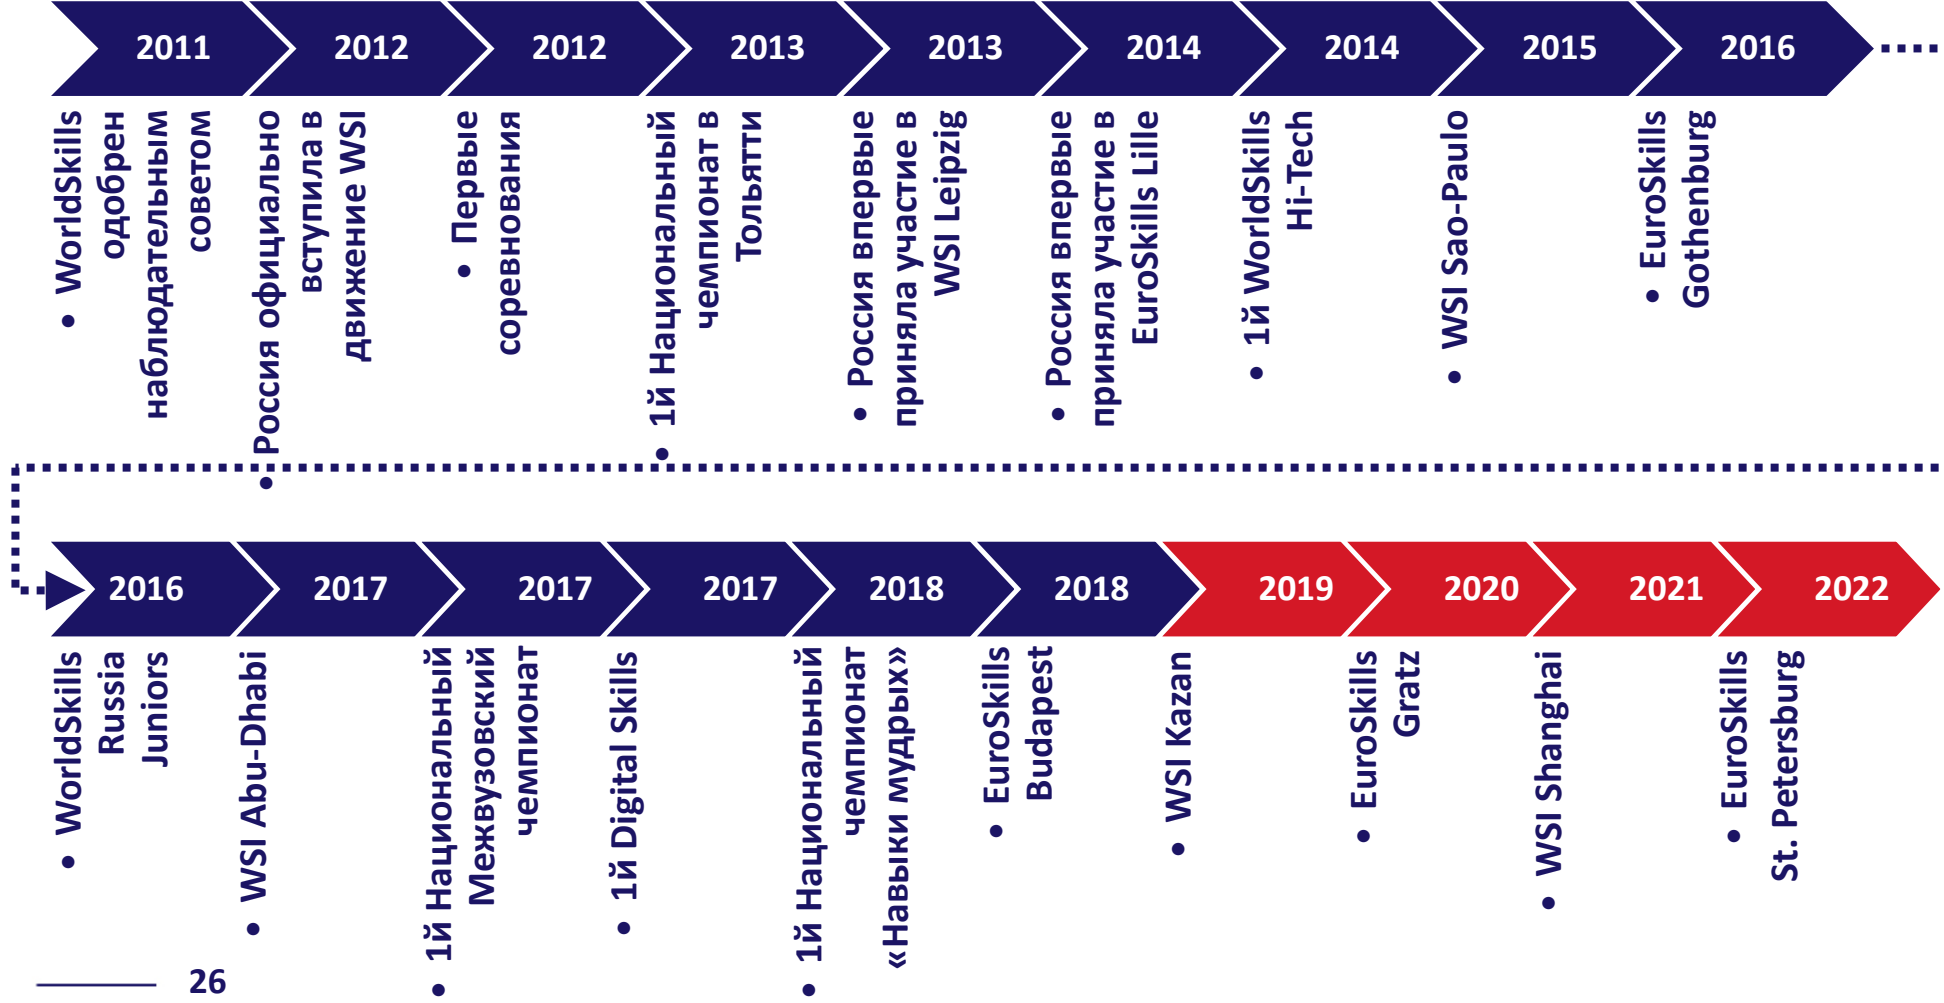 2011
2012
2012
2013
2013
2014
2014
2015
2016
• WorldSkills
одобрен
наблюдательным
советом
• Россия официально
вступила в
движение WSI
• Первые
соревнования
• 1й Национальный
чемпионат в
Тольятти
• Россия впервые
приняла участие в
WSI Leipzig
• Россия впервые
приняла участие в
EuroSkills Lille
• 1й WorldSkills
Hi-Tech
• WSI Sao-Paulo
• EuroSkills
Gothenburg
2016
2017
2017
2017
2018
2018
2019
2020
2021
2022
• WorldSkills
Russia
Juniors
• WSI Abu-Dhabi
• 1й Национальный
Межвузовский
чемпионат
• 1й Digital Skills
• 1й Национальный
чемпионат
«Навыки мудрых»
• EuroSkills
Budapest
• WSI Kazan
• EuroSkills
Gratz
• WSI Shanghai
• EuroSkills
St. Petersburg
26